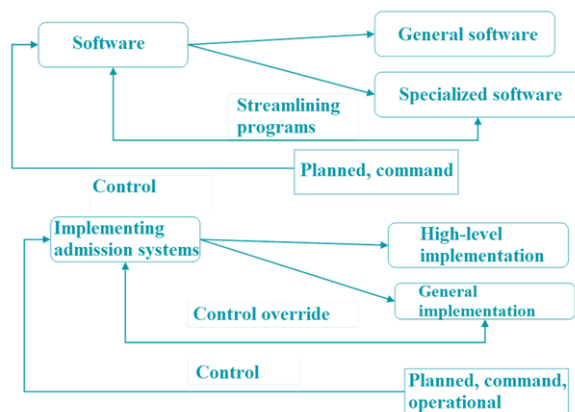 Software
General software
Specialized software
Streamlining
programs
Planned, command
Control
Implementing
admission systems
High-level
implementation
General
implementation
Control override
Control
Planned, command,
operational